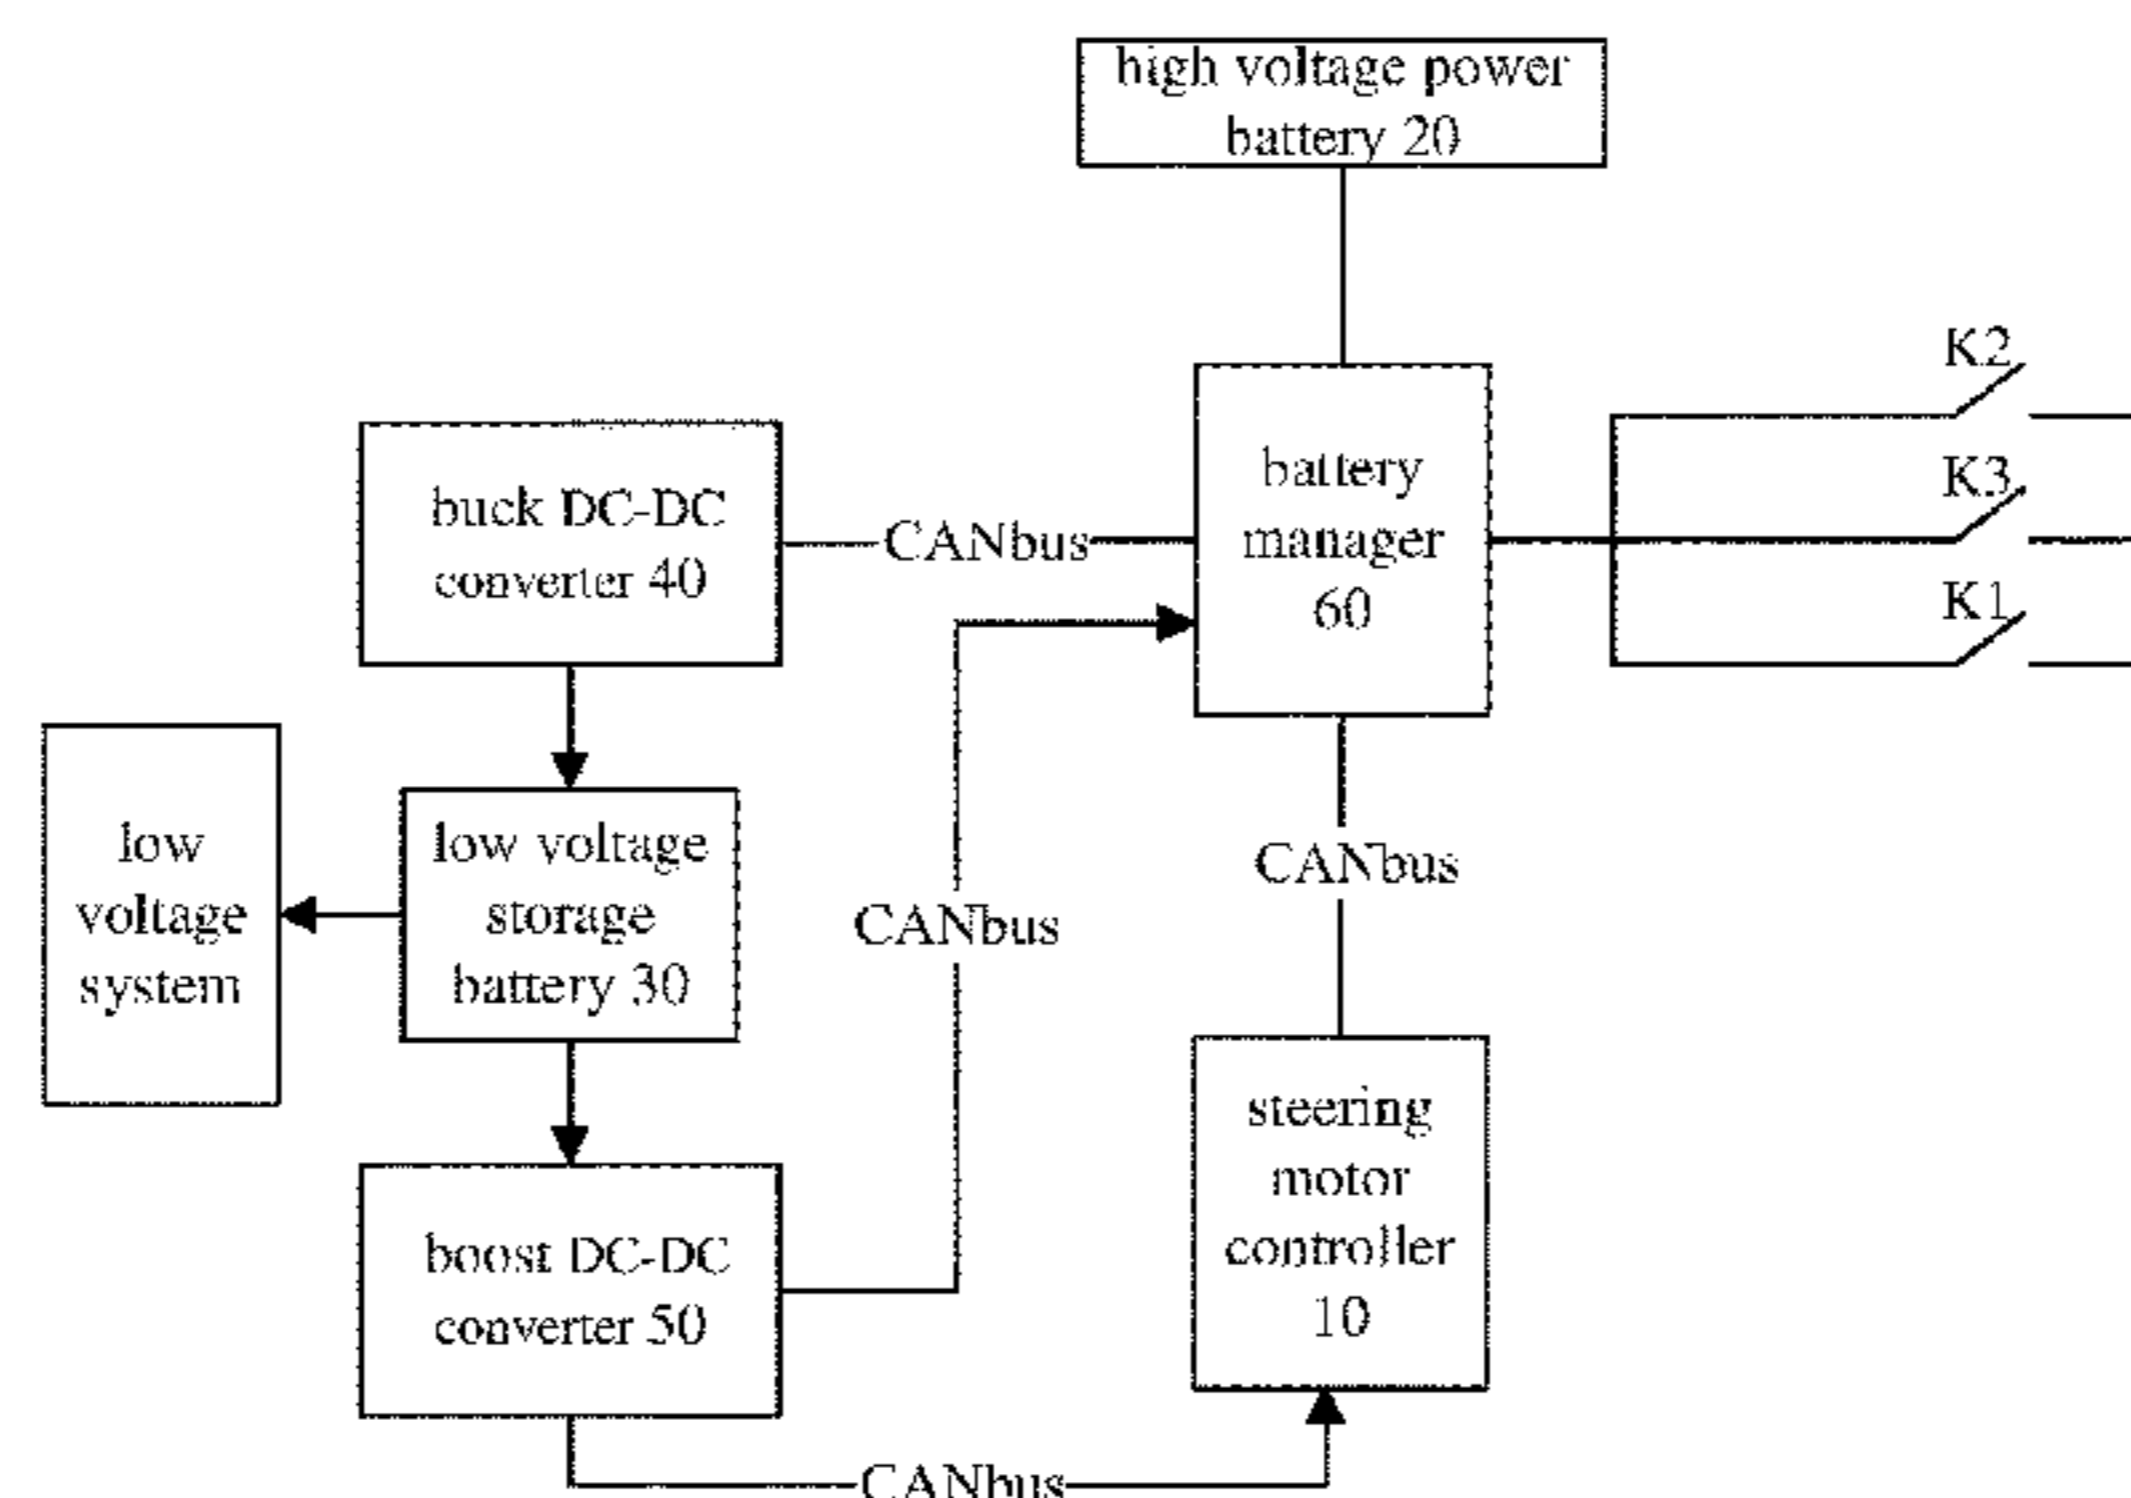 high voltage power
battery 20
K2
battery
manager
60
K3
buck DC-DC
converter 40
CANbus
K1
low
voltage
system
low voltage
storage
battery 30
CANbus
CANbus
steering
motor
controller
10
boost DC-DC
converter 50
CANbus